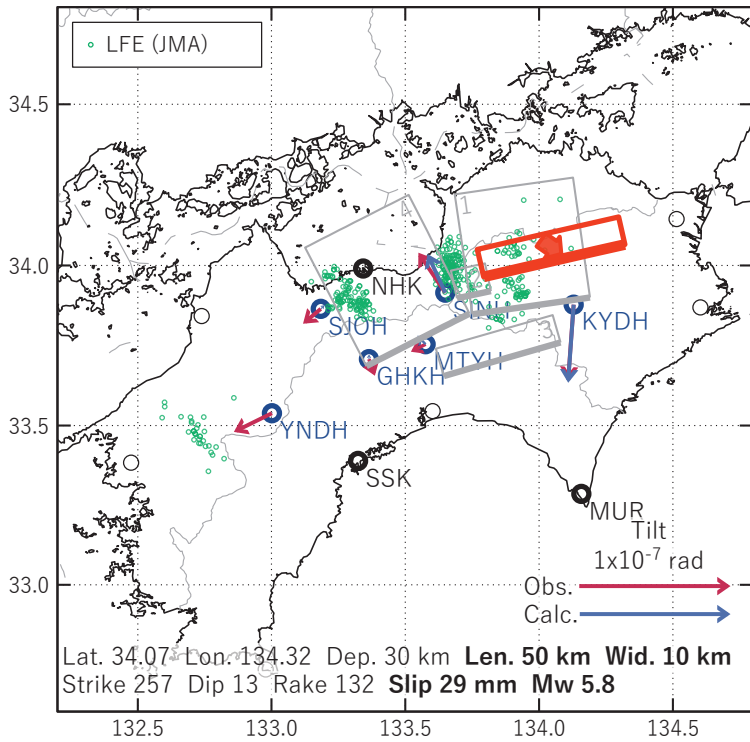 LFE (JMA)
34.5
34.0
33.5
33.0
4
1
3
NHK
SINH
KYDH
SJOH
MTYH
GHKH
YNDH
SSK
MUR
Tilt
1x10⁻⁷ rad
Obs.
Calc.
Lat. 34.07 Lon. 134.32 Dep. 30 km Len. 50 km Wid. 10 km
Strike 257 Dip 13 Rake 132 Slip 29 mm Mw 5.8
132.5 133.0 133.5 134.0 134.5